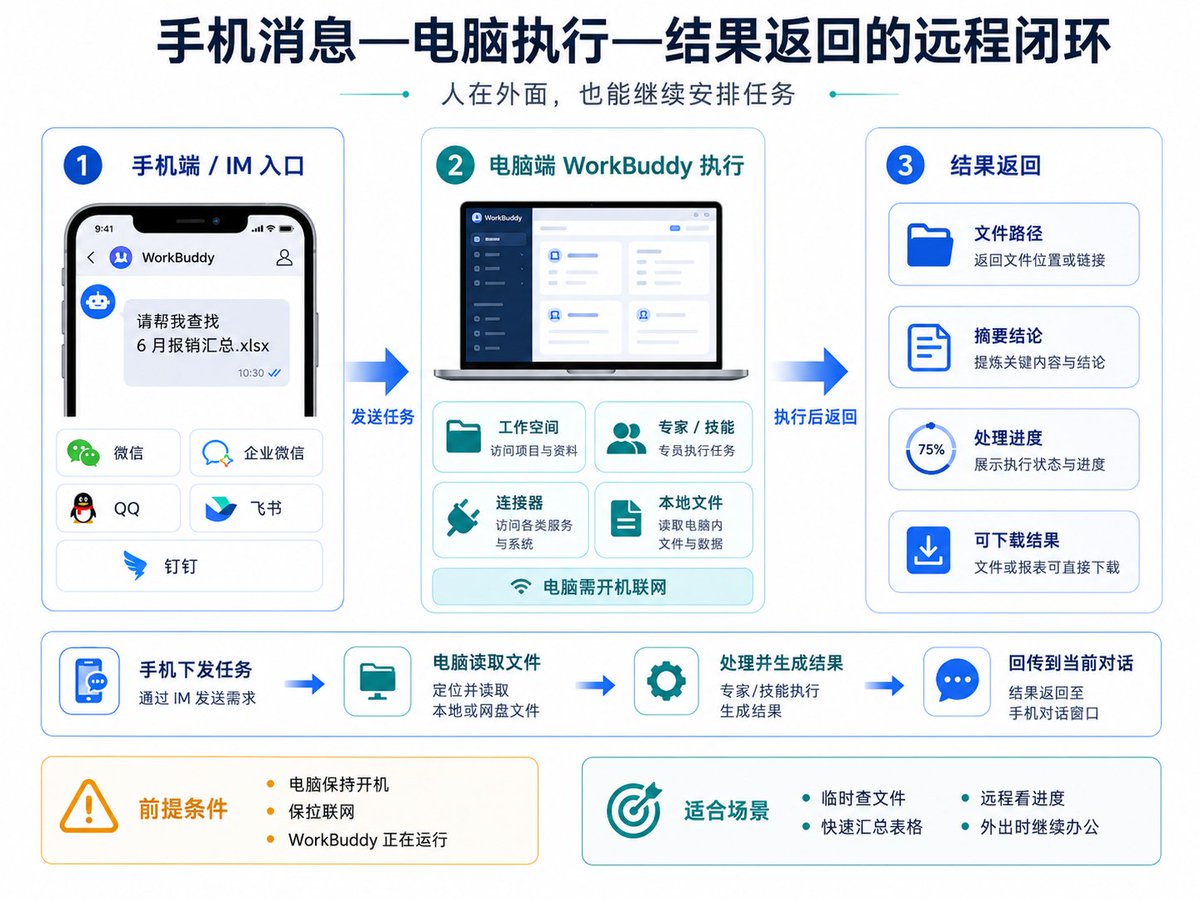 手机消息—电脑执行—结果返回的远程闭环
人在外面，也能继续安排任务
1 手机端 / IM 入口
9:41
WorkBuddy
请帮我查找
6 月报销汇总.xlsx
10:30
微信
企业微信
QQ
飞书
钉钉
发送任务
2 电脑端 WorkBuddy 执行
WorkBuddy
工作空间
访问项目与资料
专家 / 技能
专员执行任务
连接器
访问各类服务
与系统
本地文件
读取电脑内
文件与数据
电脑需开机联网
执行后返回
3 结果返回
文件路径
返回文件位置或链接
摘要结论
提炼关键内容与结论
75%
处理进度
展示执行状态与进度
可下载结果
文件或报表可直接下载
手机下发任务
通过 IM 发送需求
电脑读取文件
定位并读取
本地或网盘文件
处理并生成结果
专家/技能执行
生成结果
回传到当前对话
结果返回至
手机对话窗口
前提条件
电脑保持开机
保拉联网
WorkBuddy 正在运行
适合场景
临时查文件
快速汇总表格
远程看进度
外出时继续办公